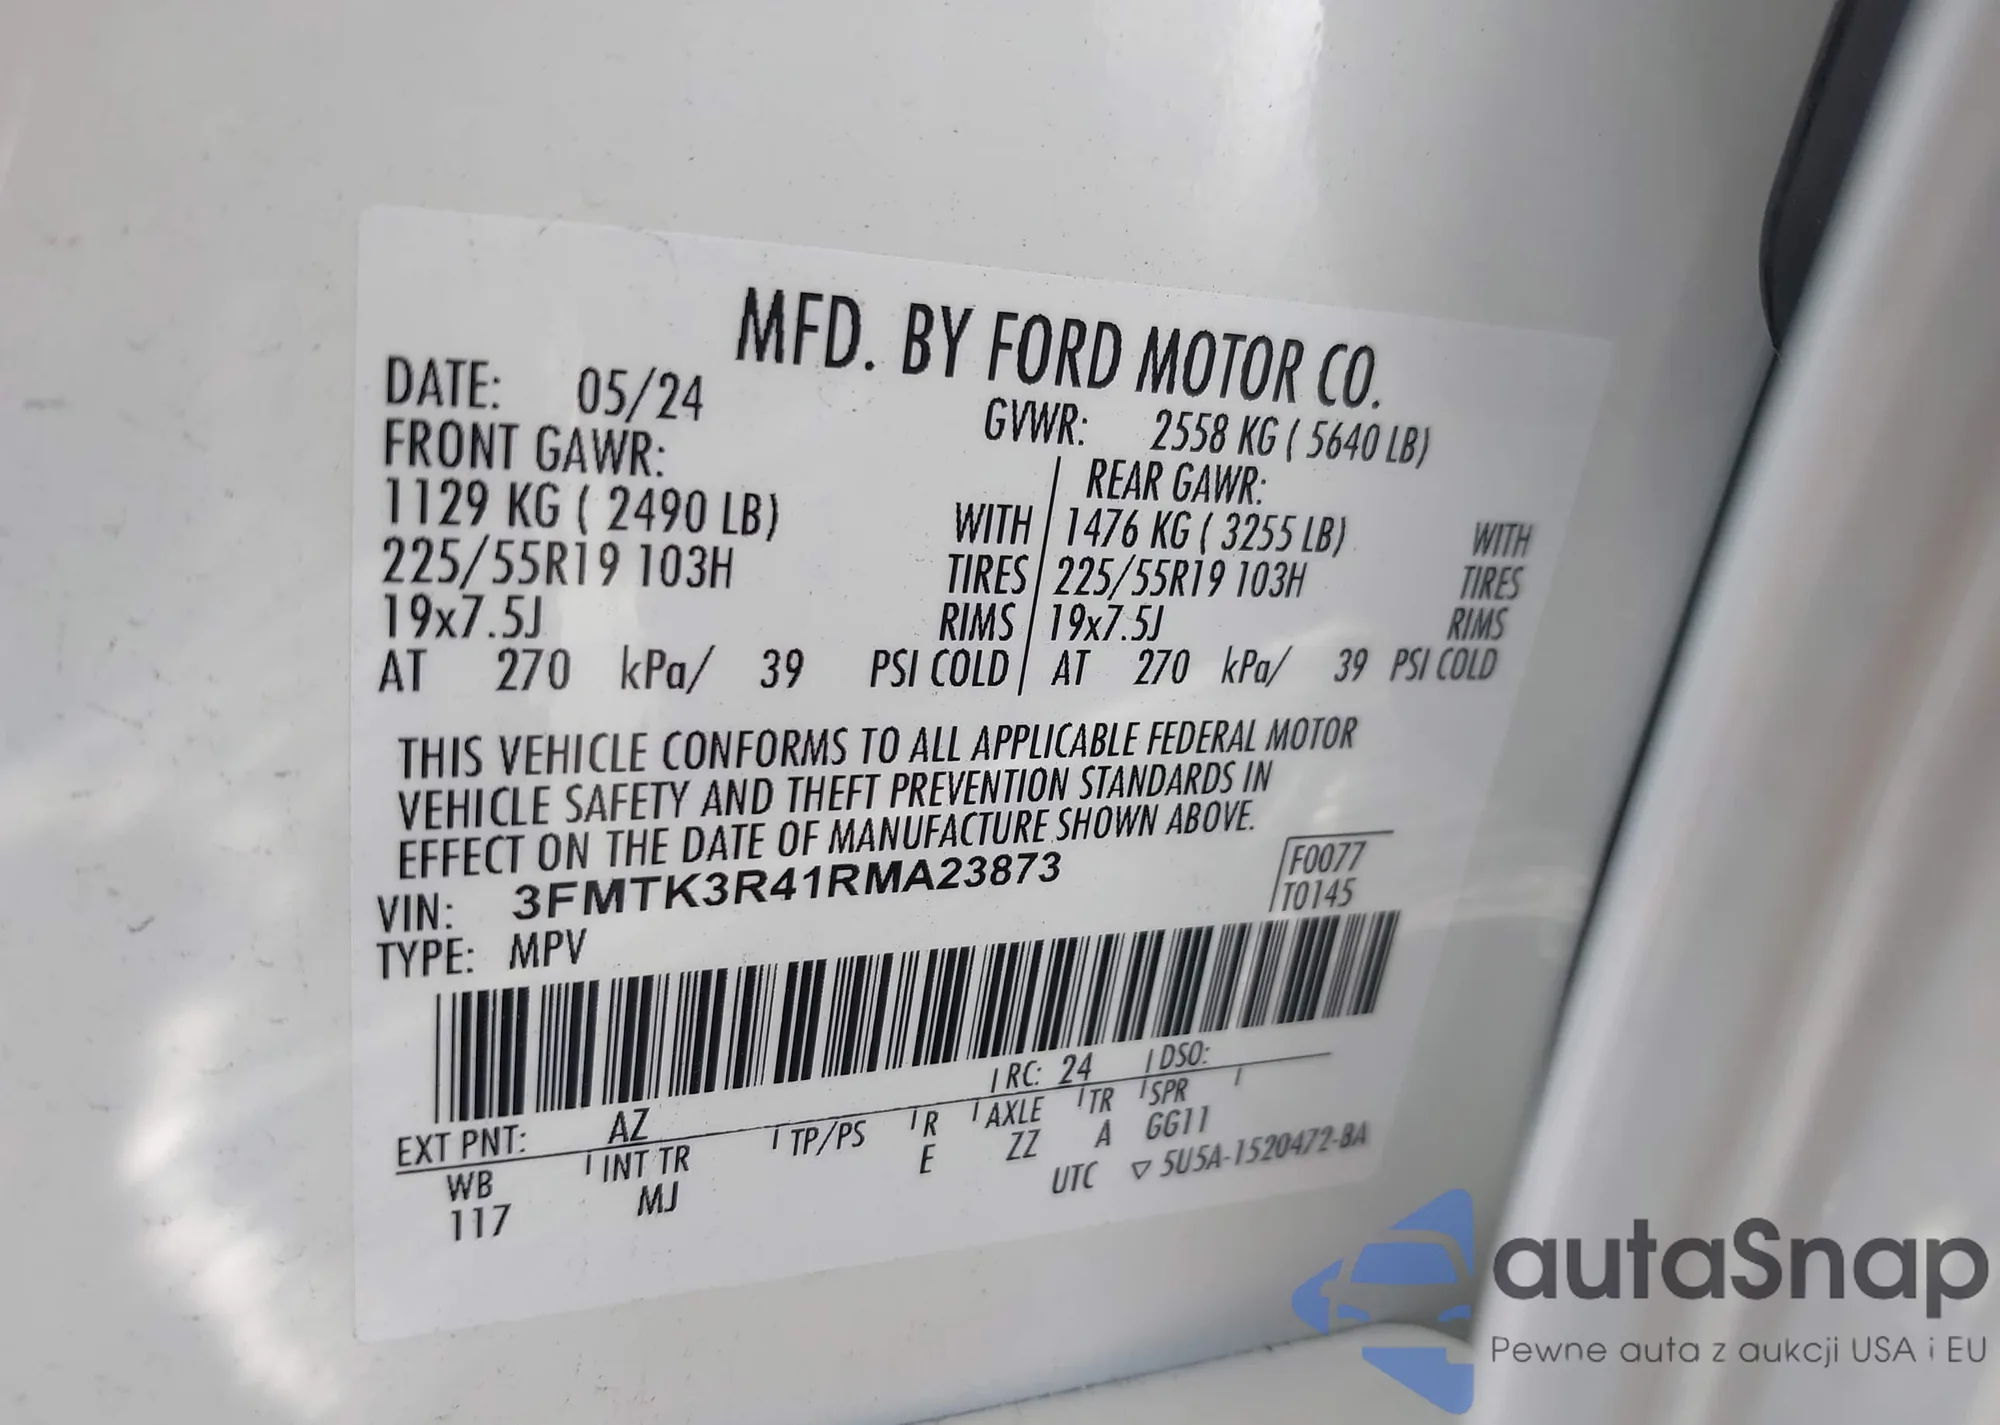 MFD. BY FORD MOTOR CO.
DATE: 05/24 GVWR: 2558 KG ( 5640 LB)
FRONT GAWR: REAR GAWR:
1129 KG ( 2490 LB) WITH 1476 KG ( 3255 LB) WITH
225/55R19 103H TIRES 225/55R19 103H TIRES
19x7.5J RIMS 19x7.5J RIMS
AT 270 kPa/ 39 PSI COLD AT 270 kPa/ 39 PSI COLD
THIS VEHICLE CONFORMS TO ALL APPLICABLE FEDERAL MOTOR
VEHICLE SAFETY AND THEFT PREVENTION STANDARDS IN
EFFECT ON THE DATE OF MANUFACTURE SHOWN ABOVE.
VIN: 3FMTK3R41RMA23873 F0077
TYPE: MPV T0145
EXT PNT: AZ RC: 24 DSO:
WB INT TR TP/PS R AXLE TR SPR
117 MJ E ZZ A GG11
UTC ▽ 5U5A-1520472-BA
autaSnap
Pewne auta z aukcji USA i EU